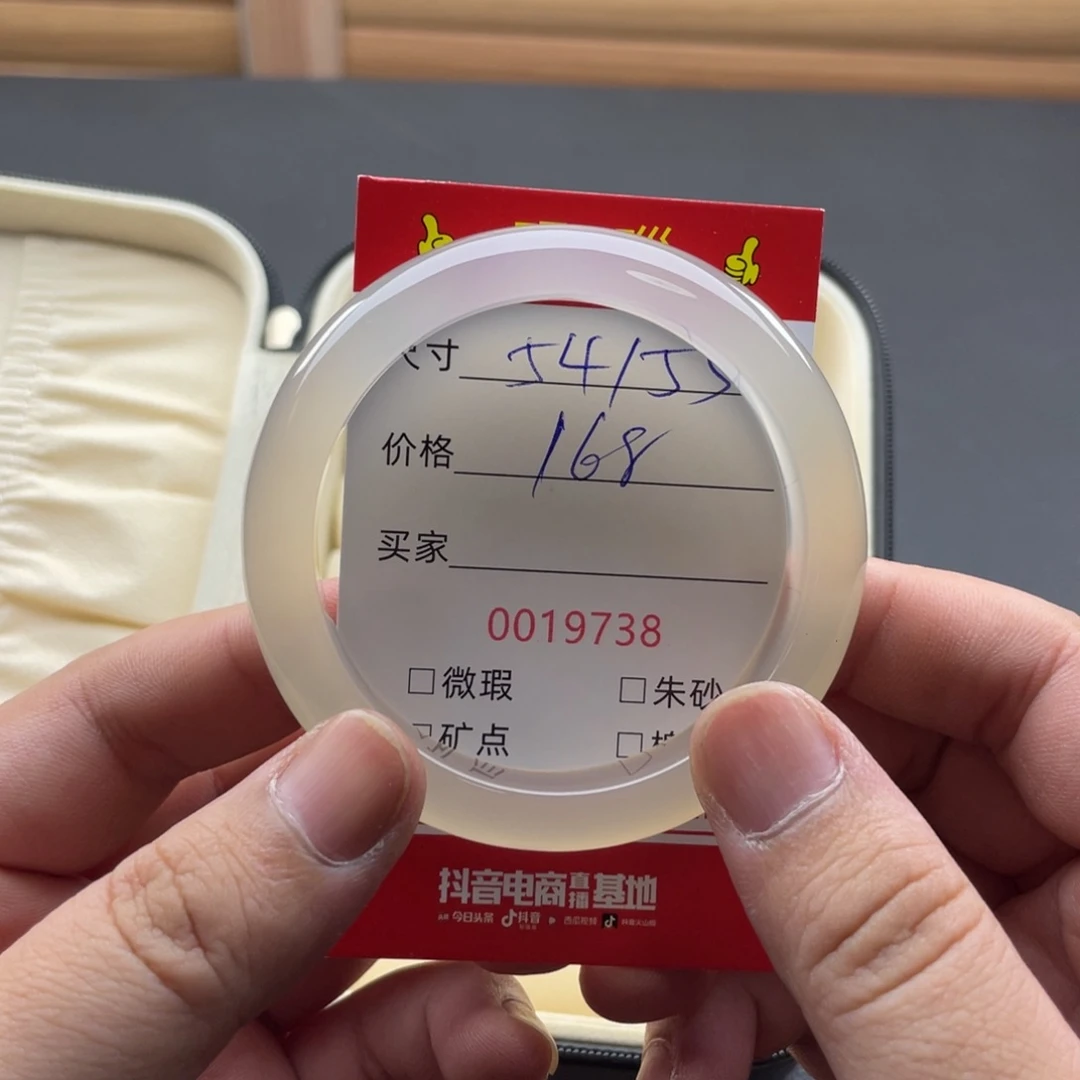 寸 54/55
价格 168
买家
0019738
□微瑕 □朱砂
□矿点
抖音电商直播基地
今日头条 抖音 西瓜视频 抖音火山版